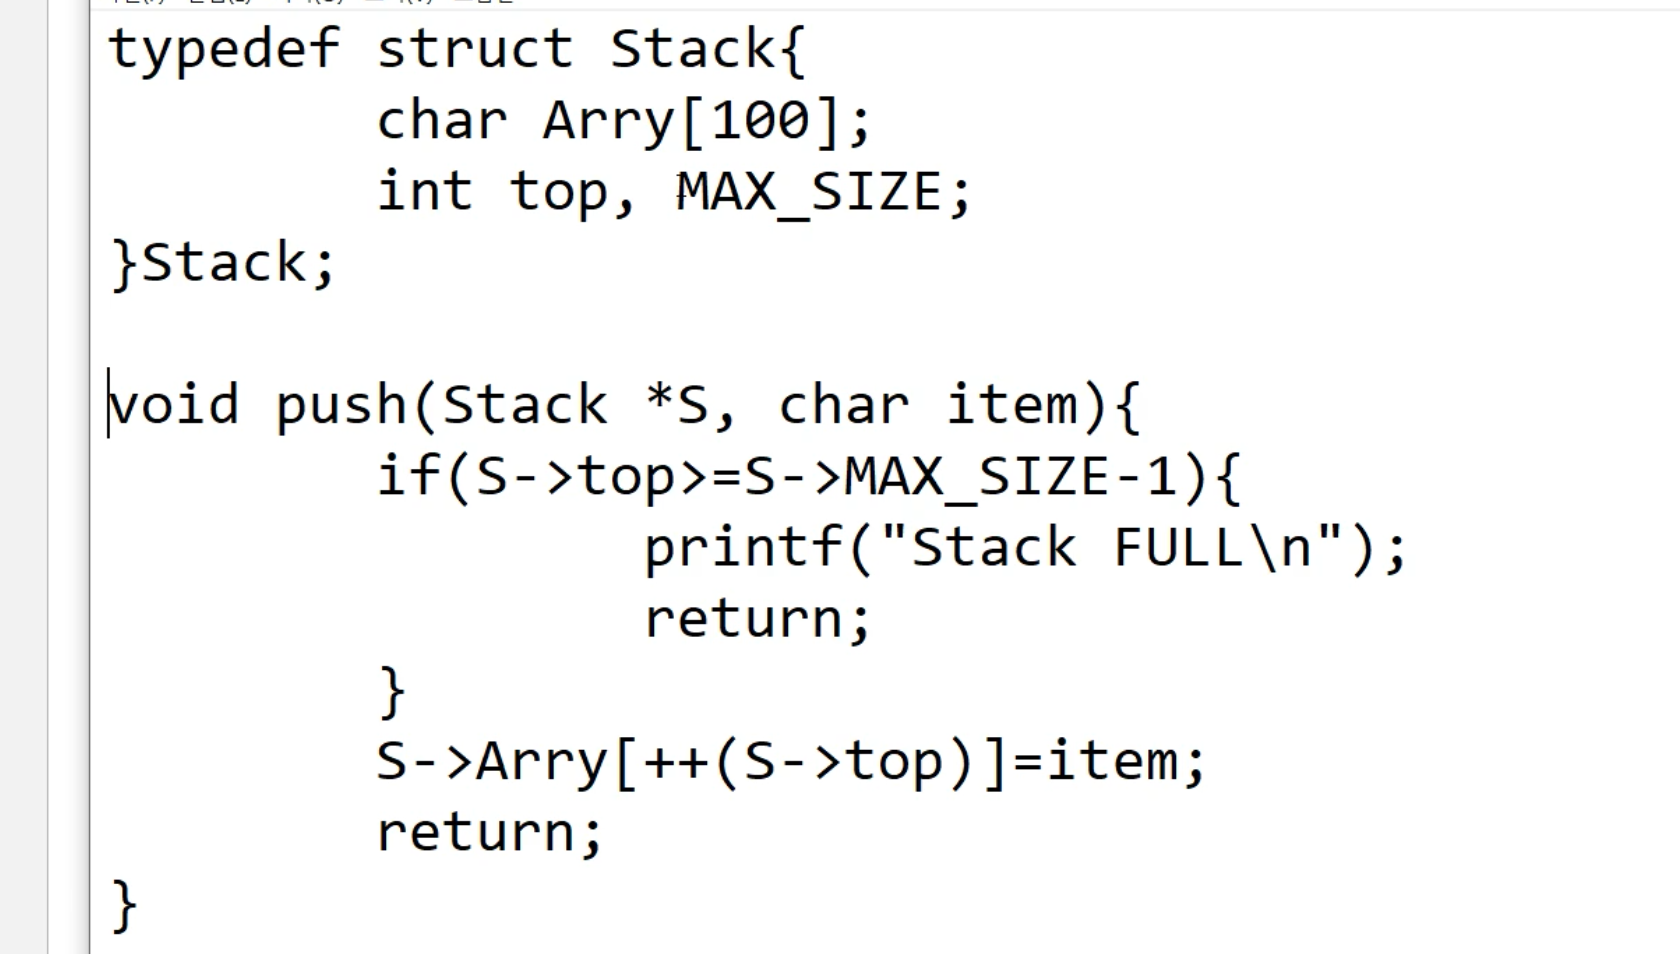 typedef struct Stack{
char Arry[100];
int top, MAX_SIZE;
}Stack;
void push(Stack *S, char item){
if(S->top>=S->MAX_SIZE-1){
printf("Stack FULL\n");
return;
}
S->Arry[++(S->top)]=item;
return;
}